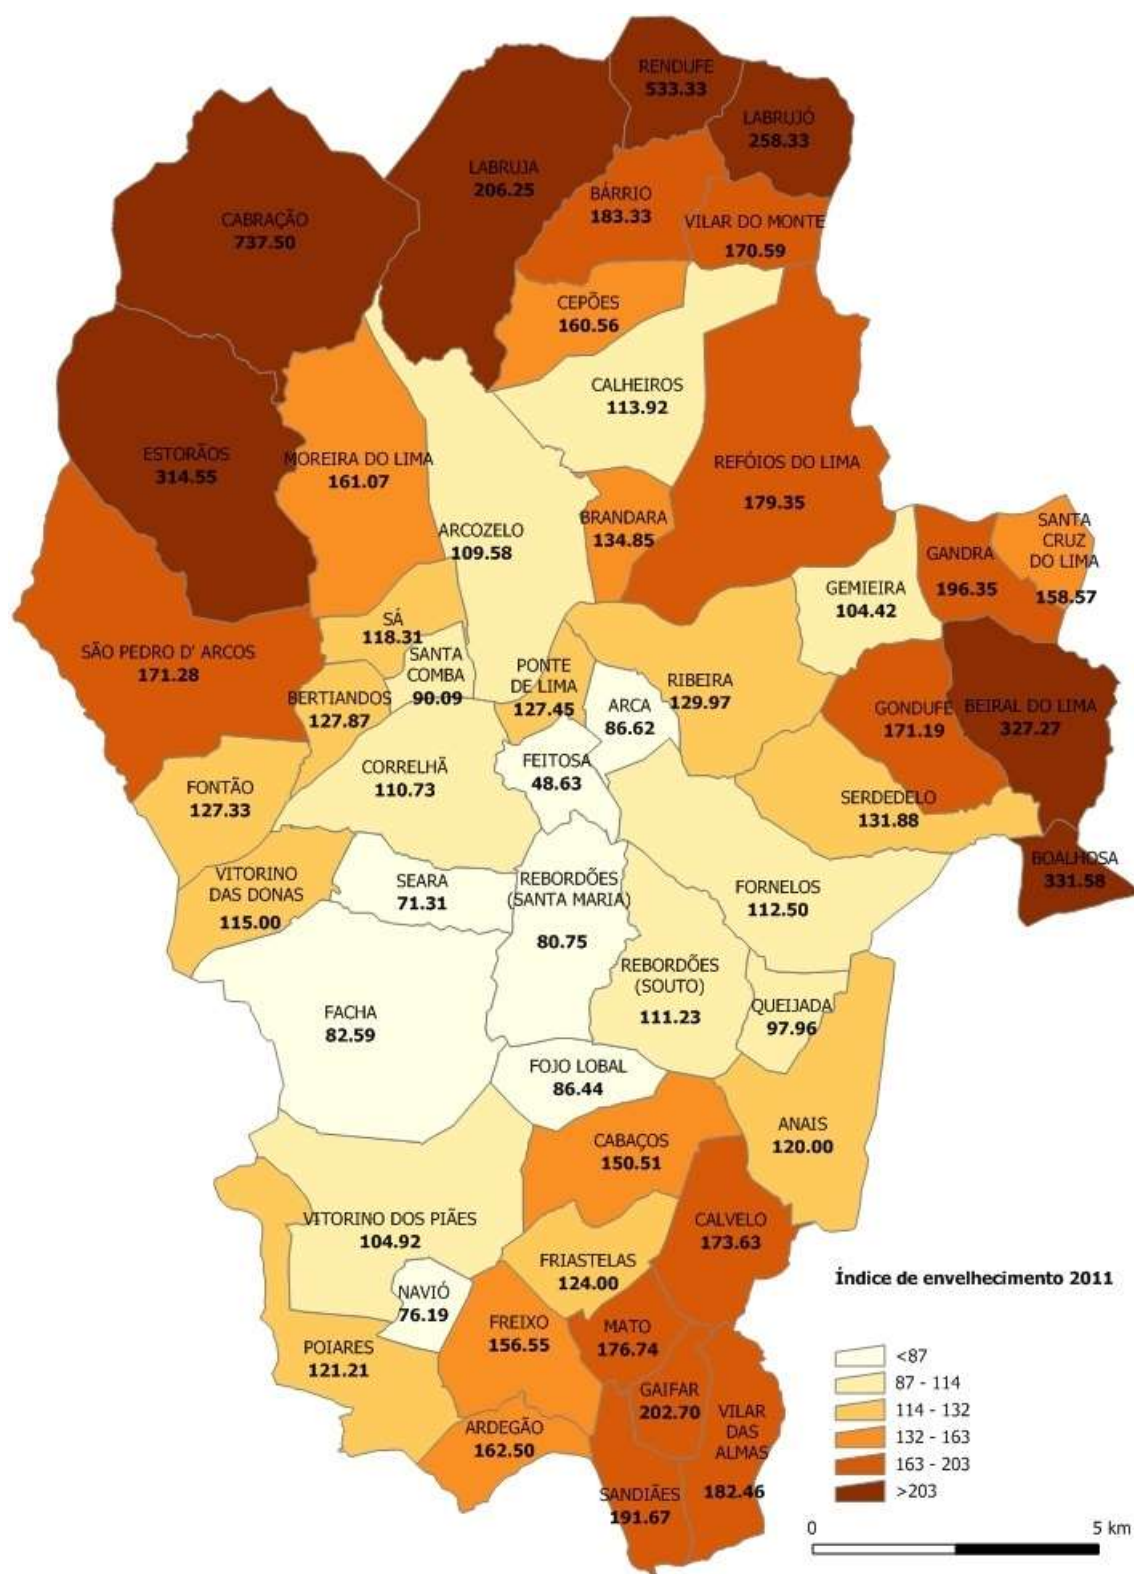 RENDUFE
533.33
LABRUJÓ
258.33
LABRUJA
206.25
BÁRRIO
183.33
VILAR DO MONTE
170.59
CABRAÇÃO
737.50
CEPÕES
160.56
CALHEIROS
113.92
ESTORÃOS
314.55
MOREIRA DO LIMA
161.07
REFÓIOS DO LIMA
179.35
ARCOZELO
109.58
BRANDARA
134.85
SANTA
CRUZ
DO LIMA
158.57
GANDRA
196.35
GEMIEIRA
104.42
SÁ
118.31
SÃO PEDRO D' ARCOS
171.28
SANTA
COMBA
90.09
PONTE
DE LIMA
127.45
BERTIANDOS
127.87
ARCA
86.62
RIBEIRA
129.97
GONDUFE
171.19
BEIRAL DO LIMA
327.27
FEITOSA
48.63
CORRELHÃ
110.73
FONTÃO
127.33
SERDEDELO
131.88
BOALHOSA
331.58
VITORINO
DAS DONAS
115.00
SEARA
71.31
REBORDÕES
(SANTA MARIA)
80.75
FORNELOS
112.50
REBORDÕES
(SOUTO)
111.23
QUEIJADA
97.96
FACHA
82.59
FOJO LOBAL
86.44
ANAIS
120.00
CABAÇOS
150.51
VITORINO DOS PIÃES
104.92
CALVELO
173.63
FRIASTELAS
124.00
NAVIÓ
76.19
FREIXO
156.55
MATO
176.74
POIARES
121.21
GAIFAR
202.70
VILAR
DAS
ALMAS
182.46
ARDEGÃO
162.50
SANDIÃES
191.67
Índice de envelhecimento 2011
<87
87 - 114
114 - 132
132 - 163
163 - 203
>203
0 5 km